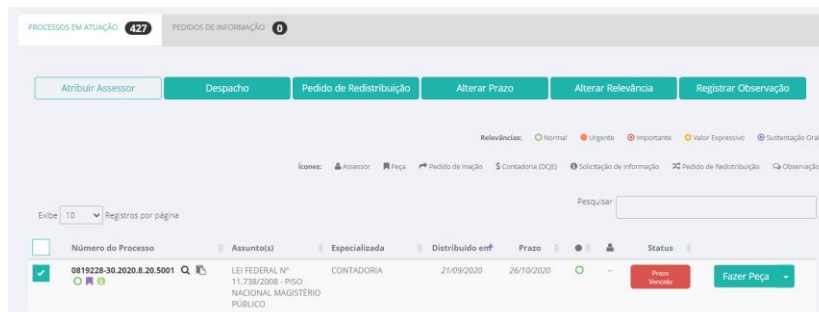 PROCESSOS EM ATUAÇÃO 427 PEDIDOS DE INFORMAÇÃO 0
Atribuir Assessor Despacho Pedido de Redistribuição Alterar Prazo Alterar Relevância Registrar Observação
Relevâncias: Normal Urgente Importante Valor Expressivo Sustentação Oral
Ícones: Assessor Peça Pedido de Inação Contadoria (DCJE) Solicitação de Informação Pedido de Redistribuição Observação
Pesquisar
Exibe 10 Registros por página
Número do Processo Assunto(s) Especializada Distribuído em Prazo Status
0819228-30.2020.8.20.5001 LEI FEDERAL Nº CONTADORIA 21/09/2020 26/10/2020 -- Prazo Fazer Peça
11.738/2008 - PISO Vencido
NACIONAL MAGISTÉRIO
PÚBLICO